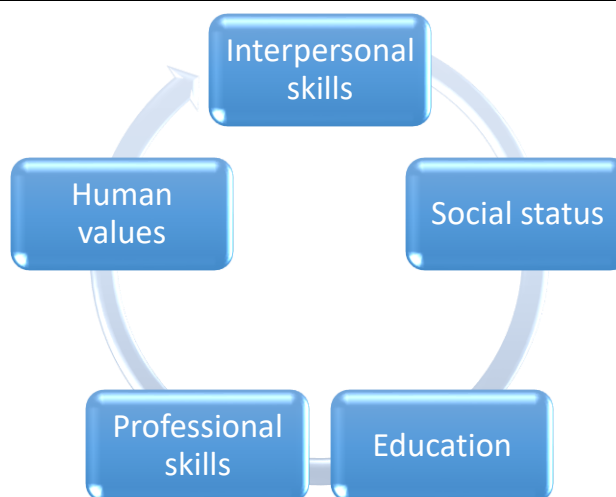 Interpersonal
skills
Social status
Education
Professional
skills
Human
values